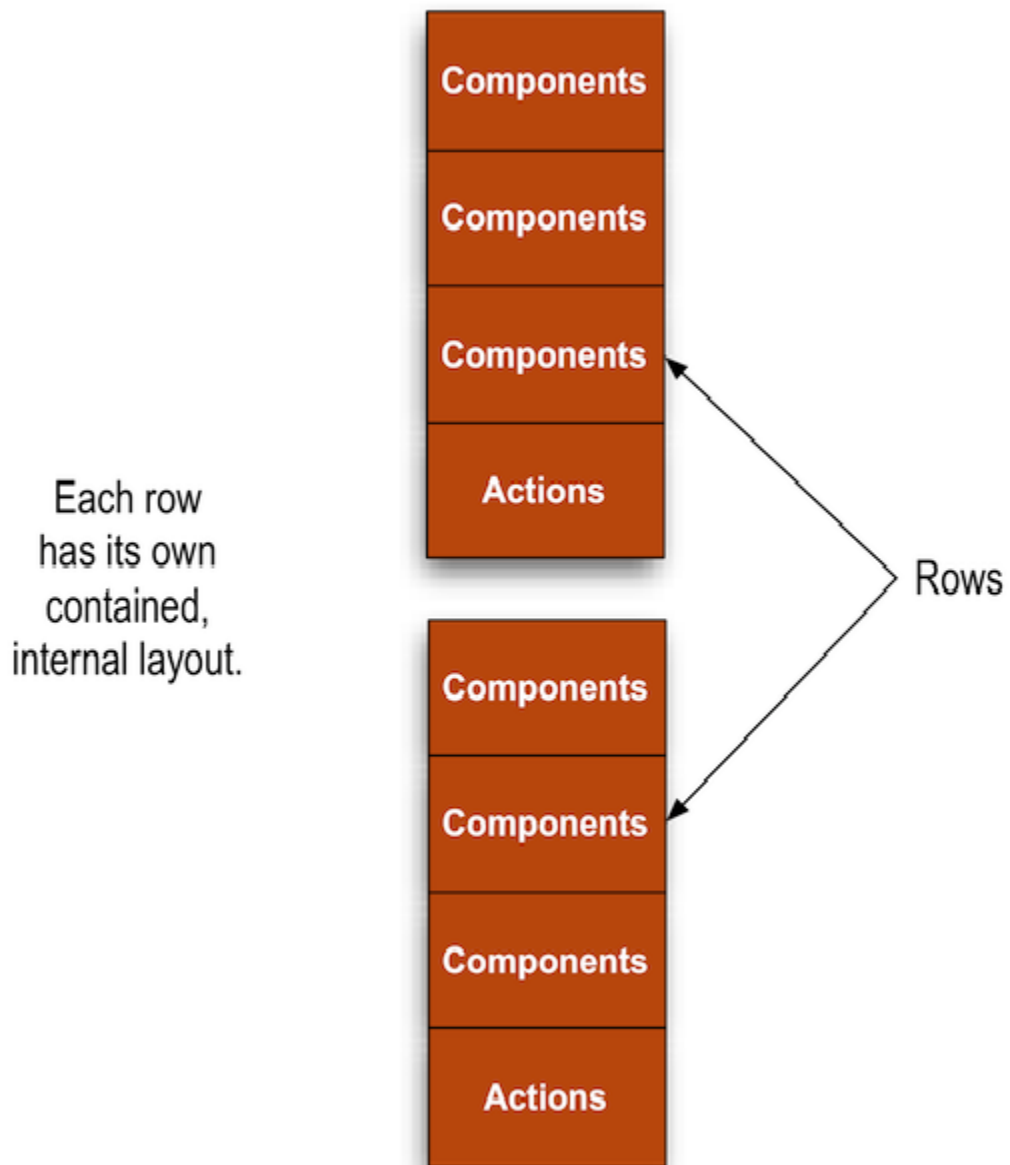 Components
Components
Components
Actions
Each row
has its own
contained,
internal layout.
Rows
Components
Components
Components
Actions